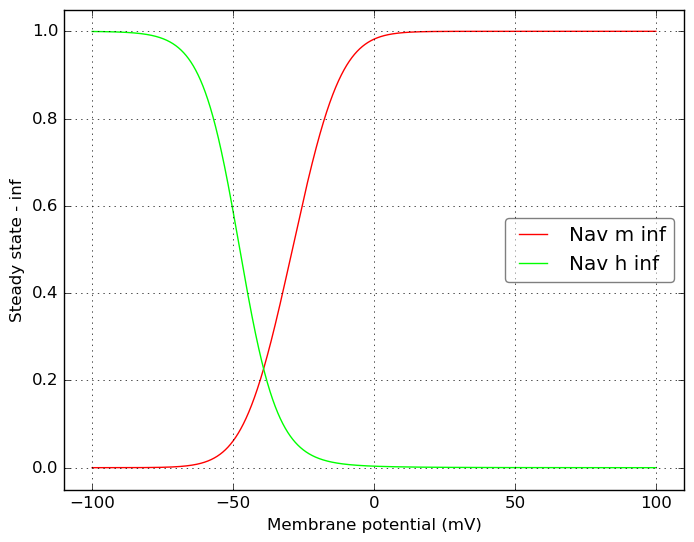 1.0
0.8
0.6
0.4
0.2
0.0
Steady state - inf
Nav m inf
Nav h inf
−100
−50
0
50
100
Membrane potential (mV)